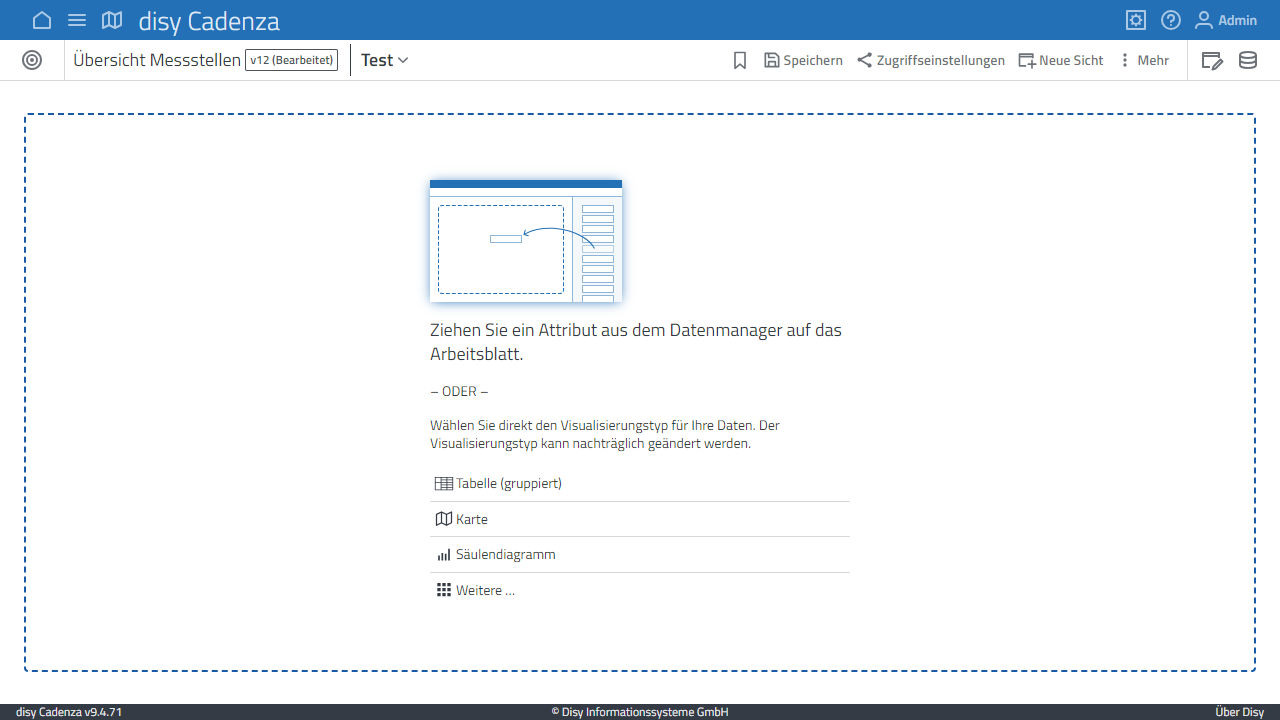 disy Cadenza
Admin
Übersicht Messstellen v12 (Bearbeitet) Test
Speichern Zugriffseinstellungen Neue Sicht Mehr
Ziehen Sie ein Attribut aus dem Datenmanager auf das
Arbeitsblatt.
– ODER –
Wählen Sie direkt den Visualisierungstyp für Ihre Daten. Der
Visualisierungstyp kann nachträglich geändert werden.
Tabelle (gruppiert)
Karte
Säulendiagramm
Weitere ...
disy Cadenza v9.4.71
© Disy Informationssysteme GmbH
Über Disy